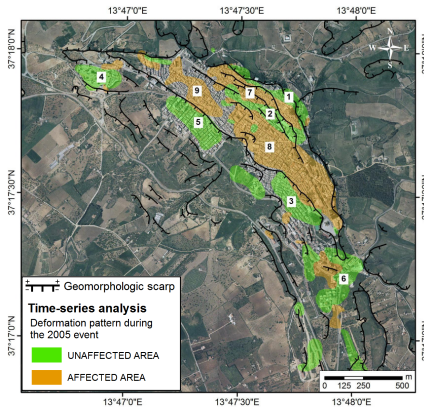 13°47'0"E 13°47'30"E 13°48'0"E
37°18'0"N
N
W E
S
4
9
7
1
2
5
8
37°17'30"N
3
6
Geomorphologic scarp
Time-series analysis
Deformation pattern during
the 2005 event
UNAFFECTED AREA
AFFECTED AREA
37°17'0"N
m
0 125 250 500
13°47'0"E 13°47'30"E 13°48'0"E